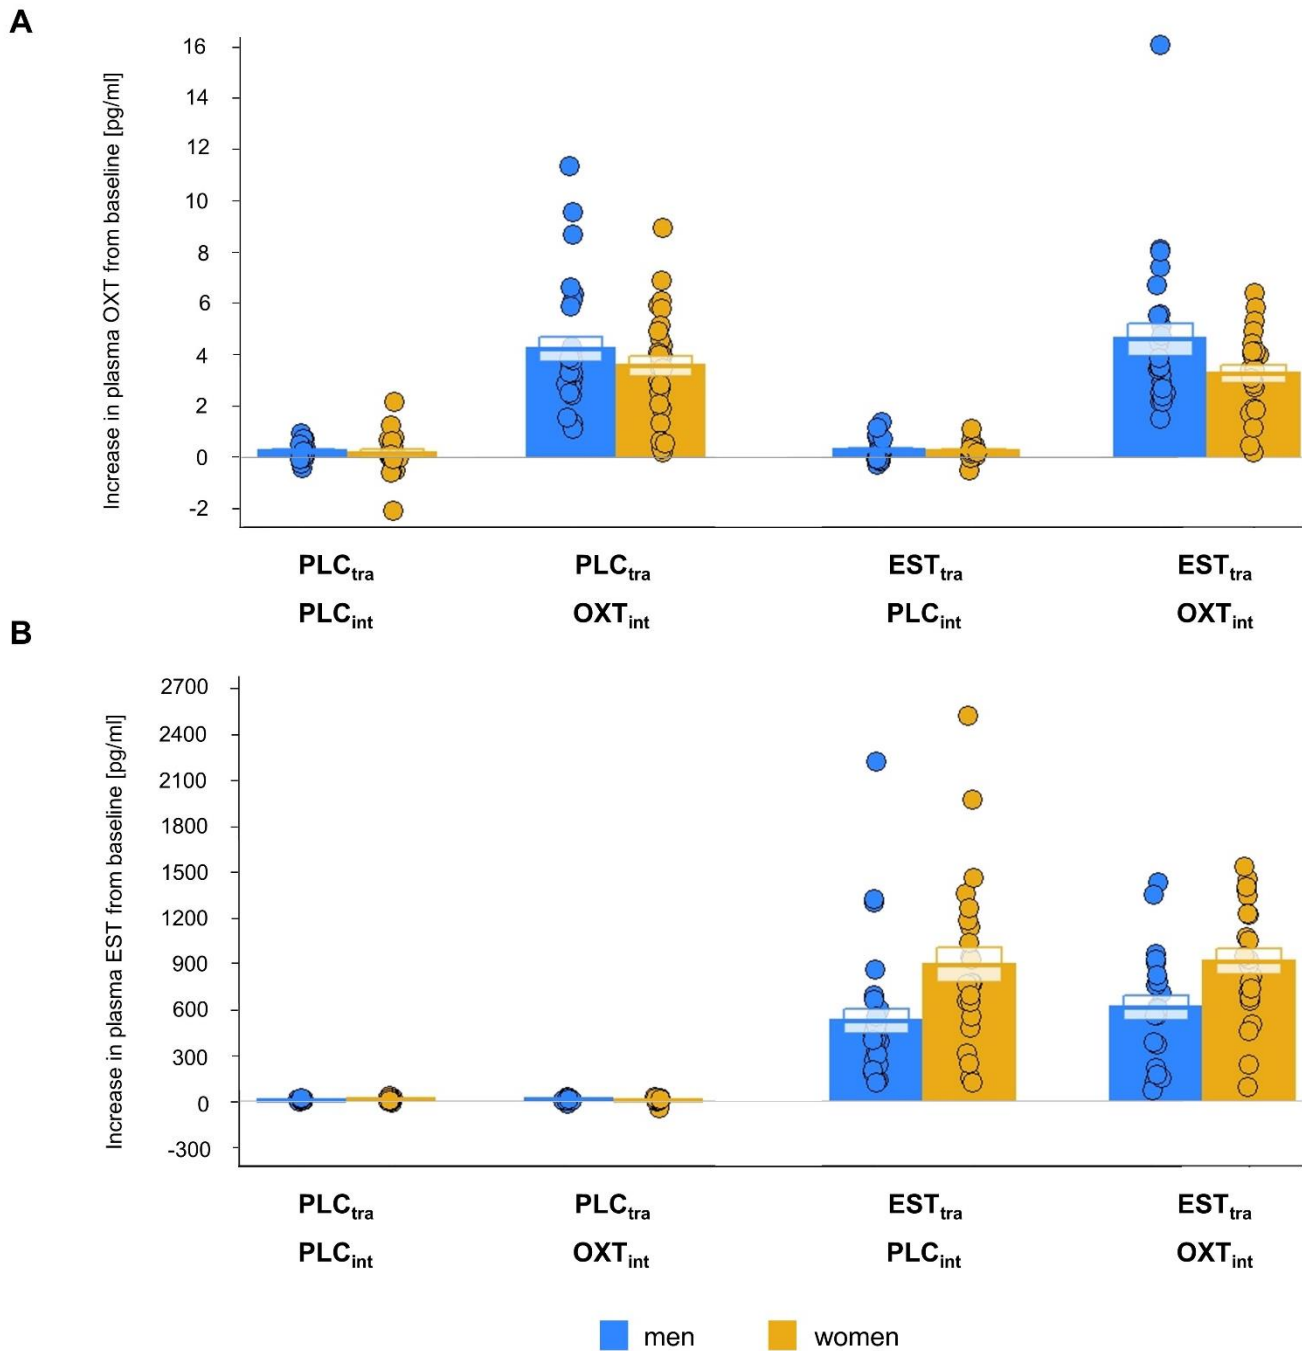 A
Increase in plasma OXT from baseline [pg/ml]
16
14
12
10
8
6
4
2
0
-2
PLCtra PLCtra ESTtra ESTtra
PLCint OXTint PLCint OXTint
B
Increase in plasma EST from baseline [pg/ml]
2700
2400
2100
1800
1500
1200
900
600
300
0
-300
PLCtra PLCtra ESTtra ESTtra
PLCint OXTint PLCint OXTint
men women